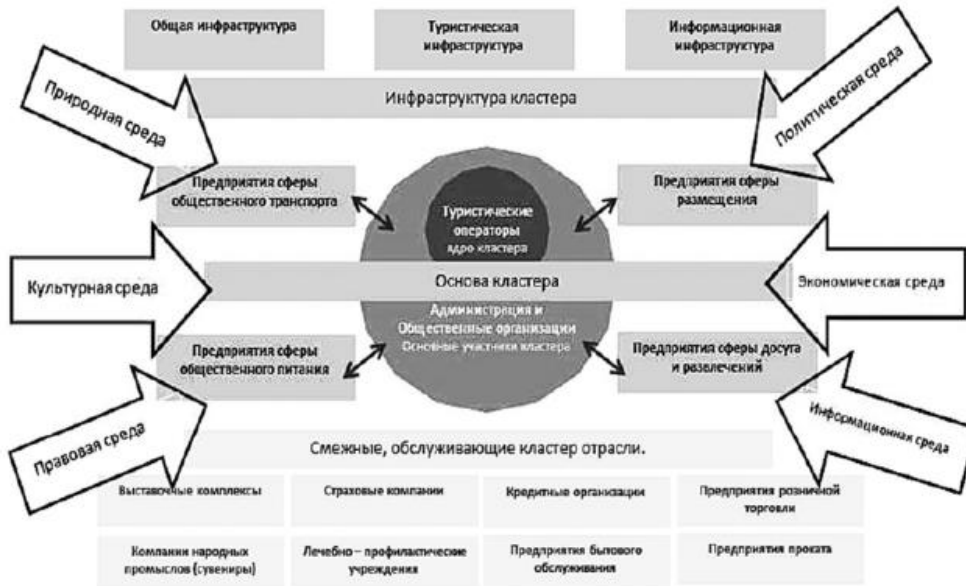 Общая инфраструктура
Туристическая
инфраструктура
Информационная
инфраструктура
Природная среда
Инфраструктура кластера
Политическая среда
Предприятия сферы
общественного транспорта
Предприятия сферы
размещения
Туристические
операторы
ядро кластера
Культурная среда
Основа кластера
Экономическая среда
Администрация и
Общественные организации
Основные участники кластера
Предприятия сферы
общественного питания
Предприятия сферы досуга
и развлечений
Правовая среда
Информационная среда
Смежные, обслуживающие кластер отрасли.
Выставочные комплексы
Страховые компании
Кредитные организации
Предприятия розничной
торговли
Компании народных
промыслов (сувениры)
Лечебно – профилактические
учреждения
Предприятия бытового
обслуживания
Предприятия проката